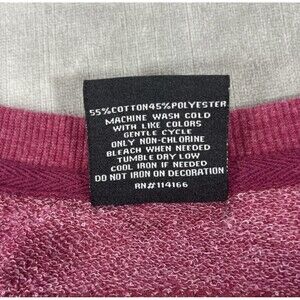 55%COTTON45%POLYESTER
MACHINE WASH COLD
WITH LIKE COLORS
GENTLE CYCLE
ONLY NON-CHLORINE
BLEACH WHEN NEEDED
TUMBLE DRY LOW
COOL IRON IF NEEDED
DO NOT IRON ON DECORATION
RN#114166